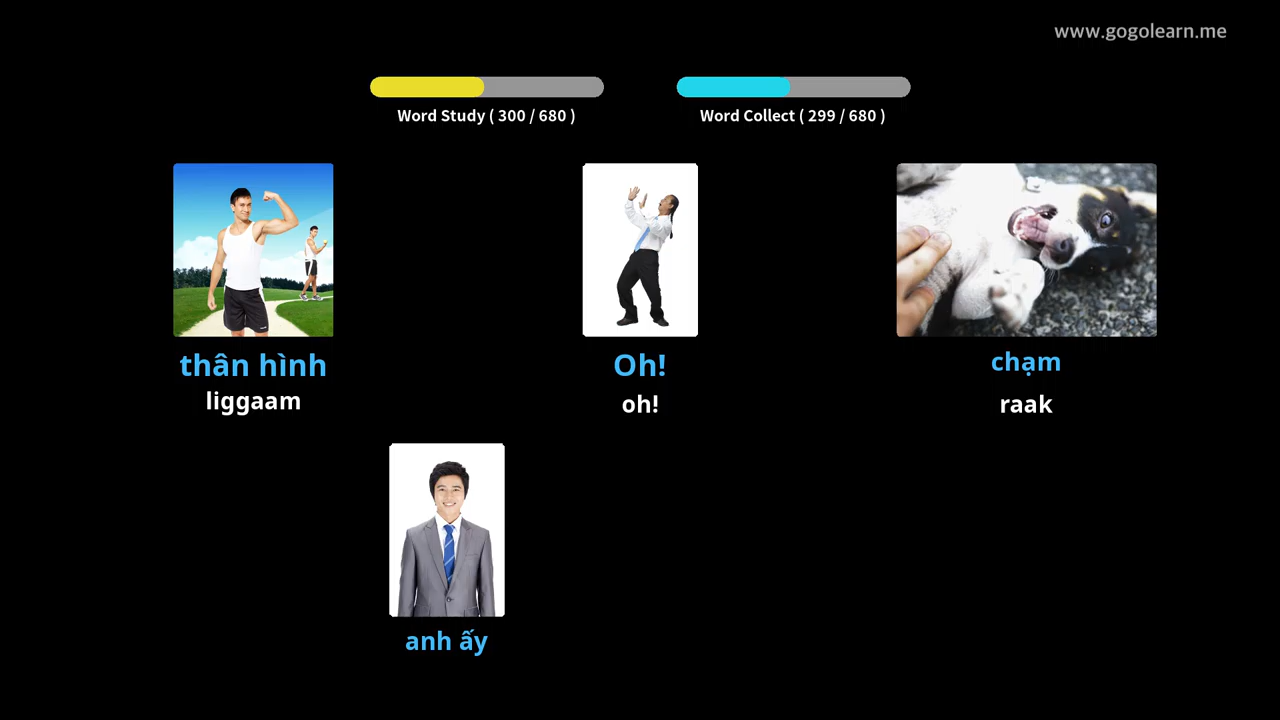 www.gogolearn.me
Word Study ( 300 / 680 )
Word Collect ( 299 / 680 )
thân hình
liggaam
Oh!
oh!
chạm
raak
anh ấy